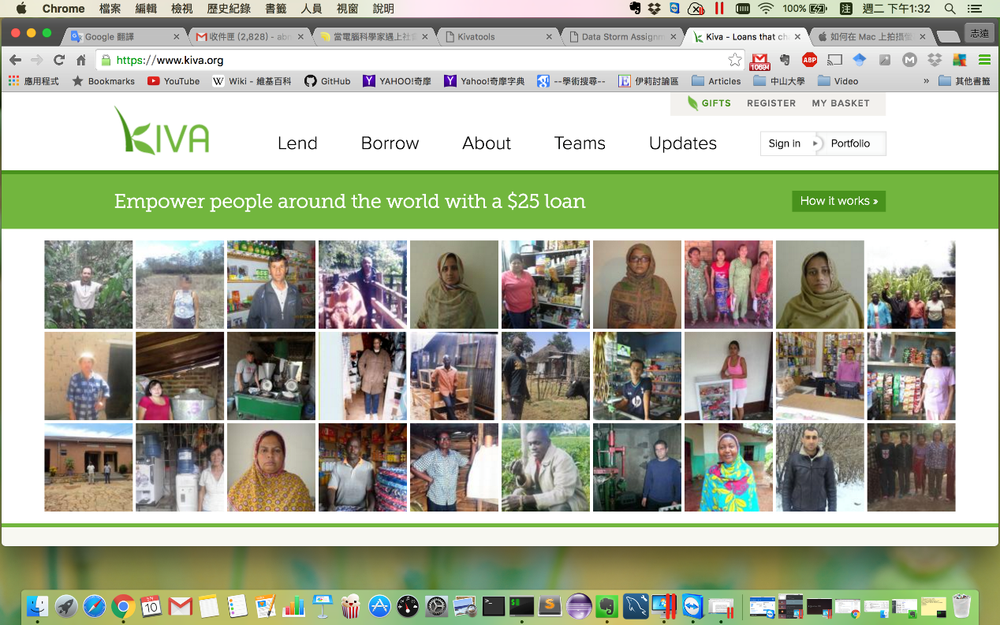 Chrome 檔案 編輯 檢視 歷史紀錄 書籤 人員 視窗 說明 100% 注 週二 下午1:32
Google 翻譯 收件匣 (2,828) - ab 當電腦科學家遇上社 Kivatools Data Storm Assignm Kiva - Loans that ch 如何在 Mac 上拍攝 志遠
https://www.kiva.org ABP 10694
應用程式 Bookmarks YouTube Wiki - 維基百科 GitHub YAHOO!奇摩 Yahoo!奇摩字典 --學術搜尋-- 伊莉討論區 Articles 中山大學 Video » 其他書籤
GIFTS REGISTER MY BASKET
KIVA
Lend Borrow About Teams Updates Sign in Portfolio
Empower people around the world with a $25 loan How it works »
10